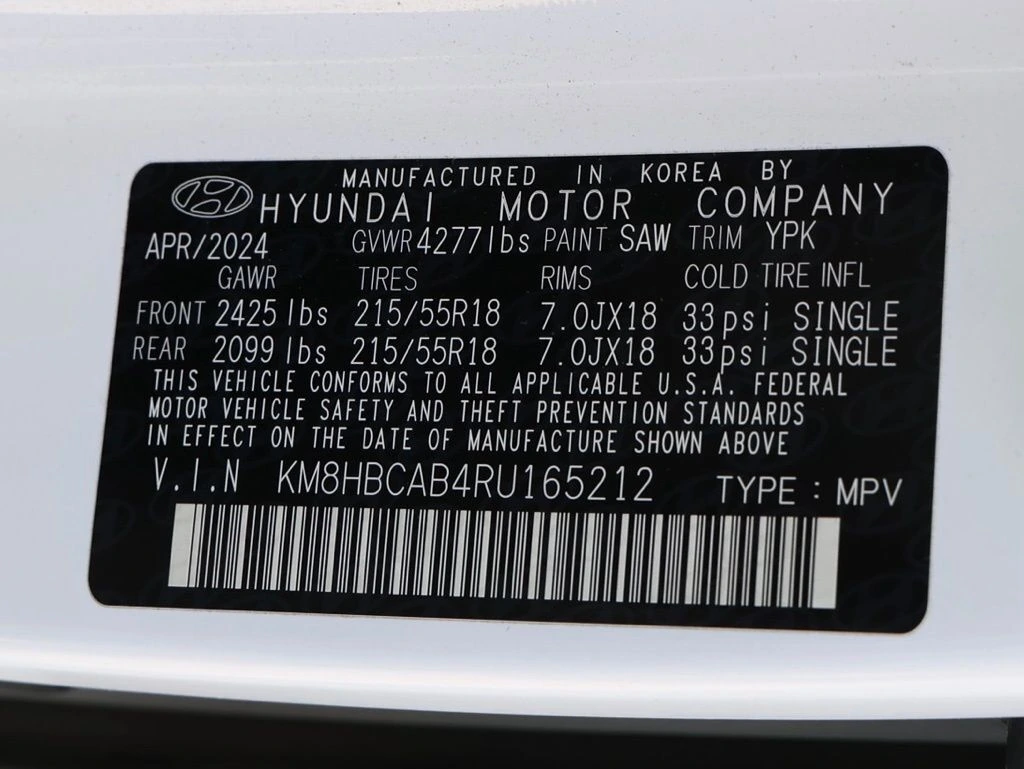 MANUFACTURED IN KOREA BY
HYUNDAI MOTOR COMPANY
APR/2024 GVWR 4277lbs PAINT SAW TRIM YPK
GAWR TIRES RIMS COLD TIRE INFL
FRONT 2425lbs 215/55R18 7.0JX18 33psi SINGLE
REAR 2099lbs 215/55R18 7.0JX18 33psi SINGLE
THIS VEHICLE CONFORMS TO ALL APPLICABLE U.S.A. FEDERAL
MOTOR VEHICLE SAFETY AND THEFT PREVENTION STANDARDS
IN EFFECT ON THE DATE OF MANUFACTURE SHOWN ABOVE
V.I.N KM8HBCAB4RU165212 TYPE : MPV